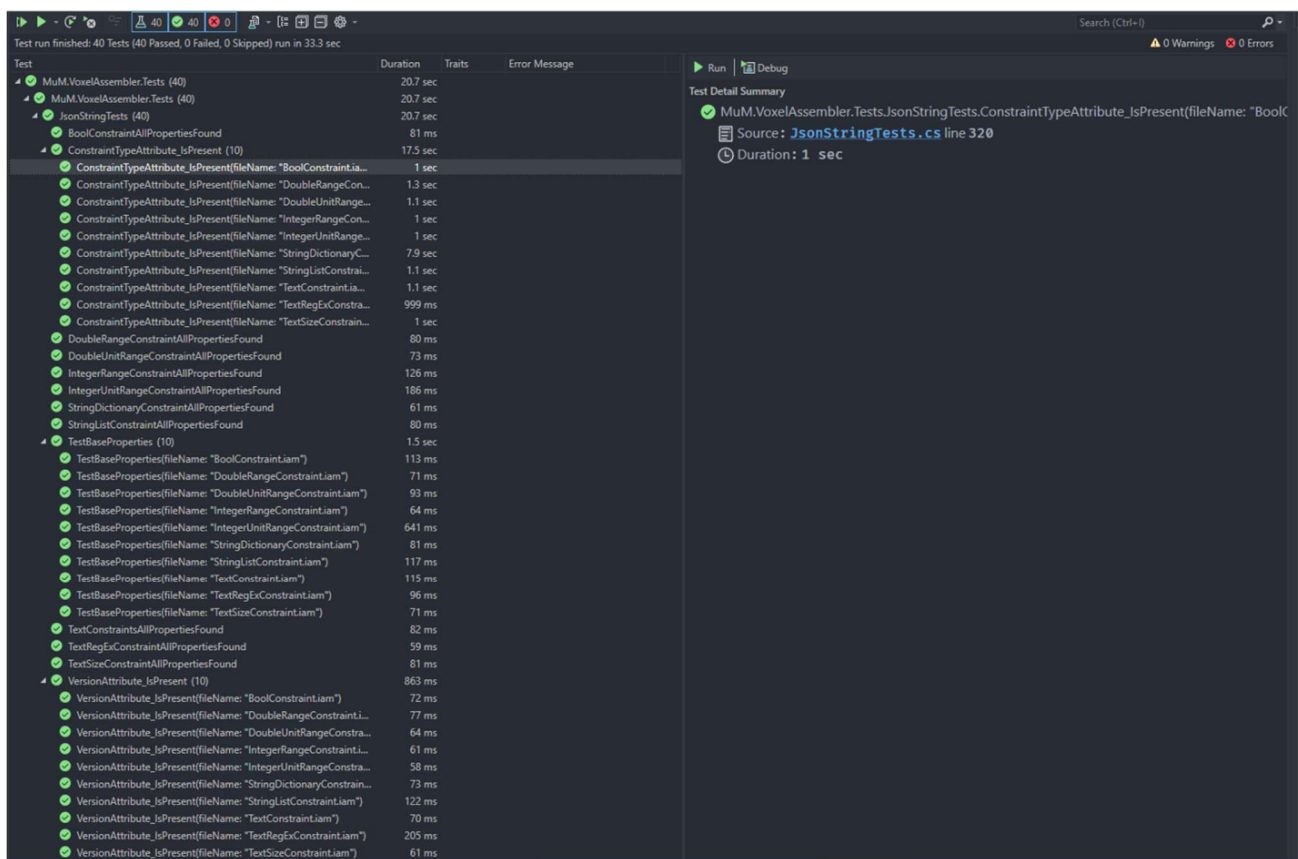 40 40 0 Search (Ctrl+I)
Test run finished: 40 Tests (40 Passed, 0 Failed, 0 Skipped) run in 33.3 sec 0 Warnings 0 Errors
Test Duration Traits Error Message
MuM.VoxelAssembler.Tests (40) 20.7 sec
MuM.VoxelAssembler.Tests (40) 20.7 sec
JsonStringTests (40) 20.7 sec
BoolConstraintAllPropertiesFound 81 ms
ConstraintTypeAttribute_IsPresent (10) 17.5 sec
ConstraintTypeAttribute_IsPresent(fileName: "BoolConstraint.ia... 1 sec
ConstraintTypeAttribute_IsPresent(fileName: "DoubleRangeCon... 1.3 sec
ConstraintTypeAttribute_IsPresent(fileName: "DoubleUnitRange... 1.1 sec
ConstraintTypeAttribute_IsPresent(fileName: "IntegerRangeCon... 1 sec
ConstraintTypeAttribute_IsPresent(fileName: "IntegerUnitRange... 1 sec
ConstraintTypeAttribute_IsPresent(fileName: "StringDictionaryC... 7.9 sec
ConstraintTypeAttribute_IsPresent(fileName: "StringListConstrai... 1.1 sec
ConstraintTypeAttribute_IsPresent(fileName: "TextConstraint.ia... 1.1 sec
ConstraintTypeAttribute_IsPresent(fileName: "TextRegExConstra... 999 ms
ConstraintTypeAttribute_IsPresent(fileName: "TextSizeConstrain... 1 sec
DoubleRangeConstraintAllPropertiesFound 80 ms
DoubleUnitRangeConstraintAllPropertiesFound 73 ms
IntegerRangeConstraintAllPropertiesFound 126 ms
IntegerUnitRangeConstraintAllPropertiesFound 186 ms
StringDictionaryConstraintAllPropertiesFound 61 ms
StringListConstraintAllPropertiesFound 80 ms
TestBaseProperties (10) 1.5 sec
TestBaseProperties(fileName: "BoolConstraint.iam") 113 ms
TestBaseProperties(fileName: "DoubleRangeConstraint.iam") 71 ms
TestBaseProperties(fileName: "DoubleUnitRangeConstraint.iam") 93 ms
TestBaseProperties(fileName: "IntegerRangeConstraint.iam") 64 ms
TestBaseProperties(fileName: "IntegerUnitRangeConstraint.iam") 641 ms
TestBaseProperties(fileName: "StringDictionaryConstraint.iam") 81 ms
TestBaseProperties(fileName: "StringListConstraint.iam") 117 ms
TestBaseProperties(fileName: "TextConstraint.iam") 115 ms
TestBaseProperties(fileName: "TextRegExConstraint.iam") 96 ms
TestBaseProperties(fileName: "TextSizeConstraint.iam") 71 ms
TextConstraintsAllPropertiesFound 82 ms
TextRegExConstraintAllPropertiesFound 59 ms
TextSizeConstraintAllPropertiesFound 81 ms
VersionAttribute_IsPresent (10) 863 ms
VersionAttribute_IsPresent(fileName: "BoolConstraint.iam") 72 ms
VersionAttribute_IsPresent(fileName: "DoubleRangeConstraint.i... 77 ms
VersionAttribute_IsPresent(fileName: "DoubleUnitRangeConstra... 64 ms
VersionAttribute_IsPresent(fileName: "IntegerRangeConstraint.i... 61 ms
VersionAttribute_IsPresent(fileName: "IntegerUnitRangeConstra... 58 ms
VersionAttribute_IsPresent(fileName: "StringDictionaryConstrain... 73 ms
VersionAttribute_IsPresent(fileName: "StringListConstraint.iam") 122 ms
VersionAttribute_IsPresent(fileName: "TextConstraint.iam") 70 ms
VersionAttribute_IsPresent(fileName: "TextRegExConstraint.iam") 205 ms
VersionAttribute_IsPresent(fileName: "TextSizeConstraint.iam") 61 ms
Run Debug
Test Detail Summary
MuM.VoxelAssembler.Tests.JsonStringTests.ConstraintTypeAttribute_IsPresent(fileName: "BoolC
Source: JsonStringTests.cs line 320
Duration: 1 sec